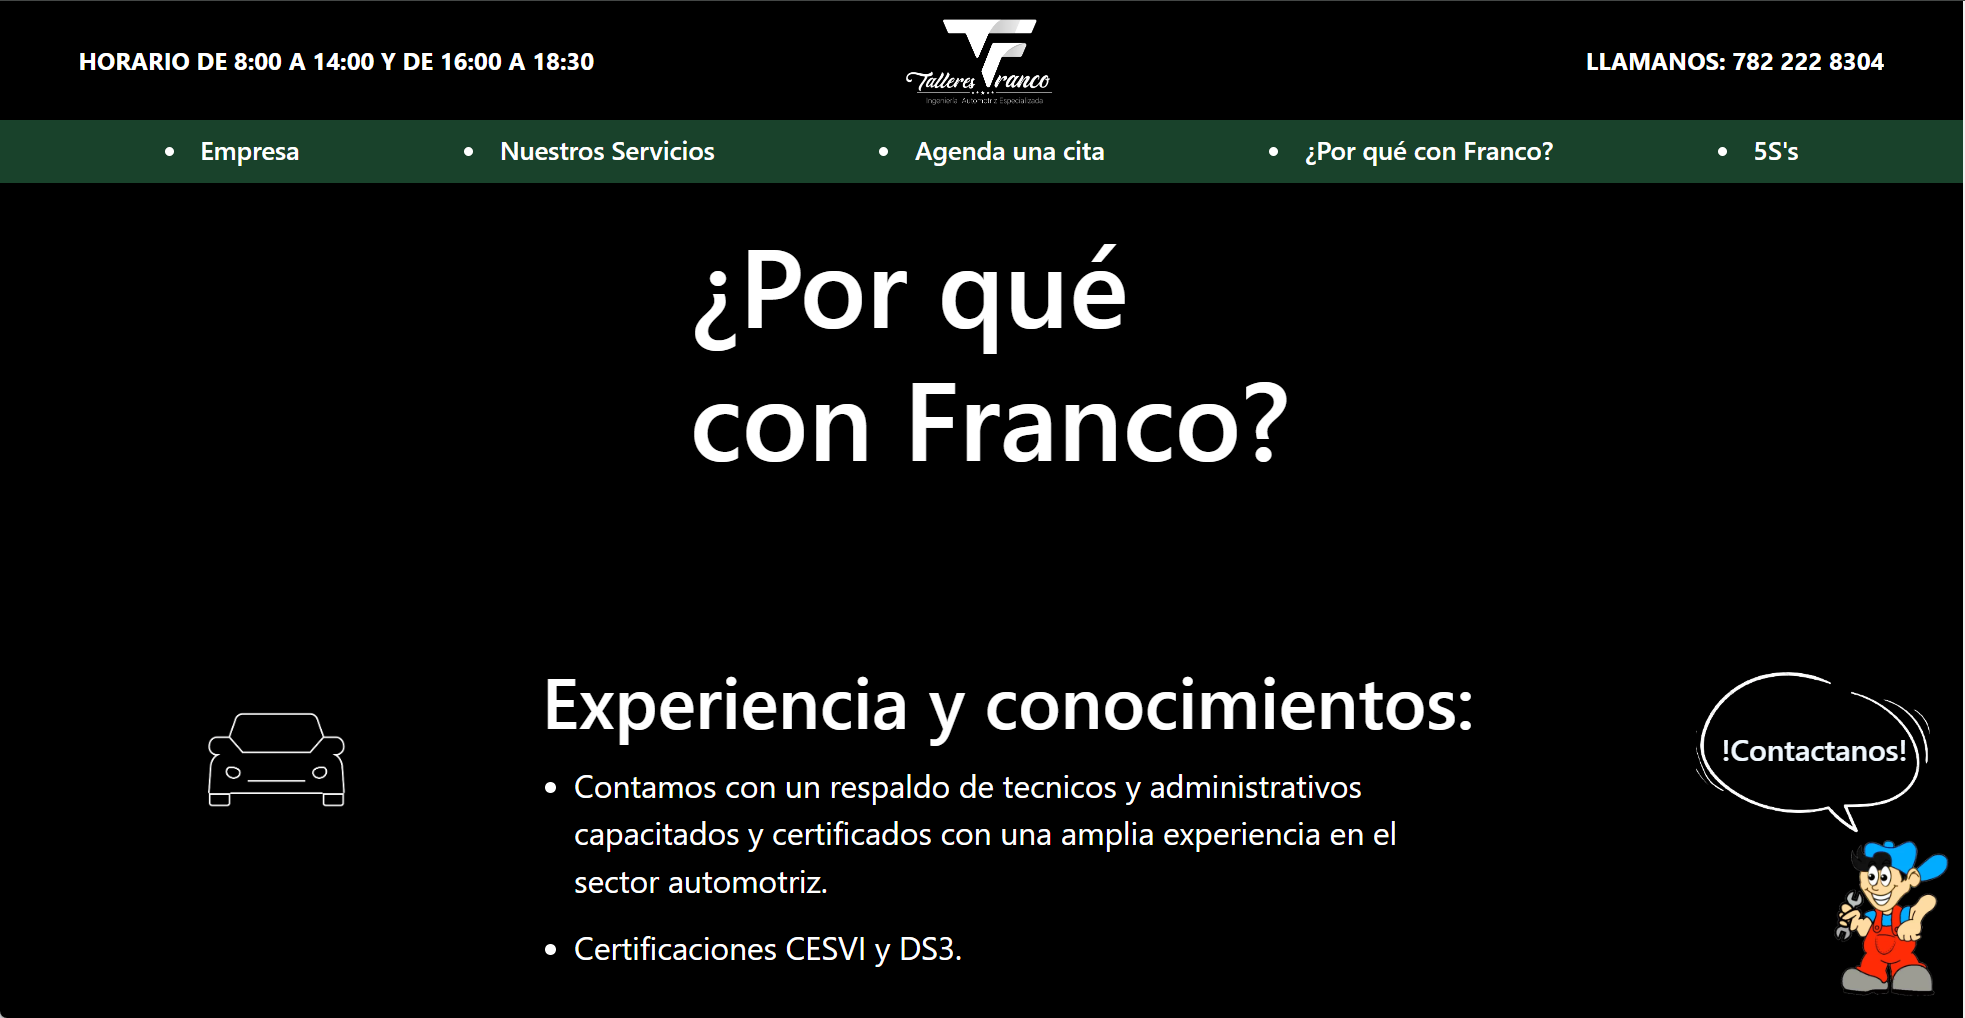 HORARIO DE 8:00 A 14:00 Y DE 16:00 A 18:30
TF
Talleres Franco
Ingeniería Automotriz Especializada
LLAMANOS: 782 222 8304
• Empresa
• Nuestros Servicios
• Agenda una cita
• ¿Por qué con Franco?
• 5S's
¿Por qué
con Franco?
Experiencia y conocimientos:
• Contamos con un respaldo de tecnicos y administrativos
capacitados y certificados con una amplia experiencia en el
sector automotriz.
• Certificaciones CESVI y DS3.
!Contactanos!